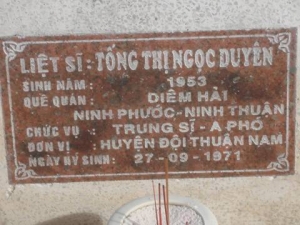 LIỆT SĨ : TỐNG THỊ NGỌC DUYÊN
SINH NĂM : 1953
QUÊ QUÁN : DIÊM HẢI
NINH PHƯỚC-NINH THUẬN
CHỨC VỤ : TRUNG SĨ - A PHÓ
ĐƠN VỊ : HUYỆN ĐỘI THUẬN NAM
NGÀY HY SINH: 27-09-1971